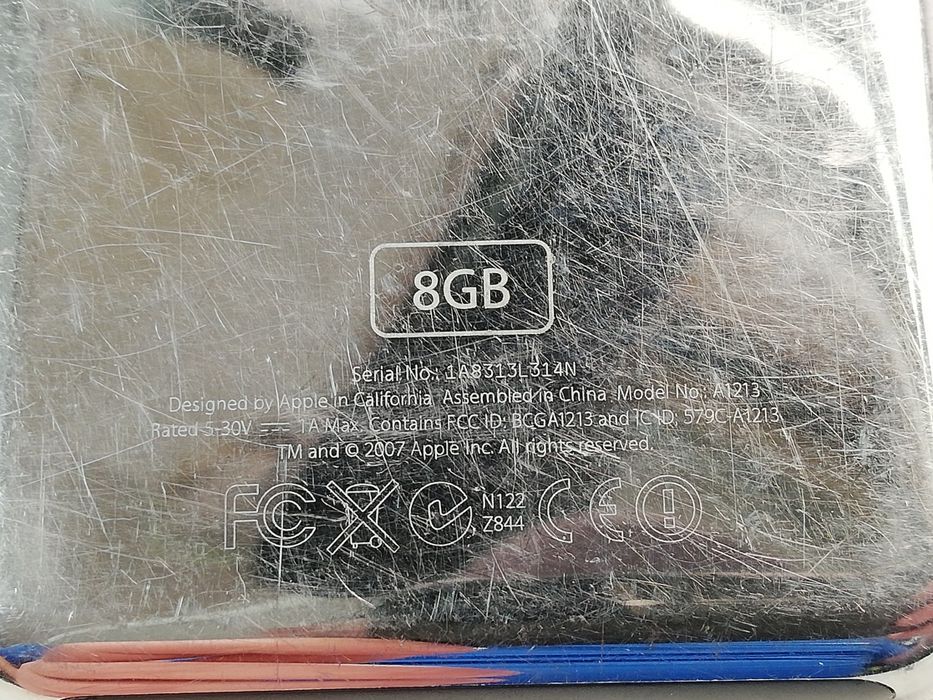 8GB
Serial No.: 1A8313L314N
Designed by Apple in California Assembled in China Model No.: A1213
Rated 5-30V 1A Max. Contains FCC ID: BCGA1213 and IC ID: 579C-A1213
TM and © 2007 Apple Inc. All rights reserved.
FC N122 CE
Z844